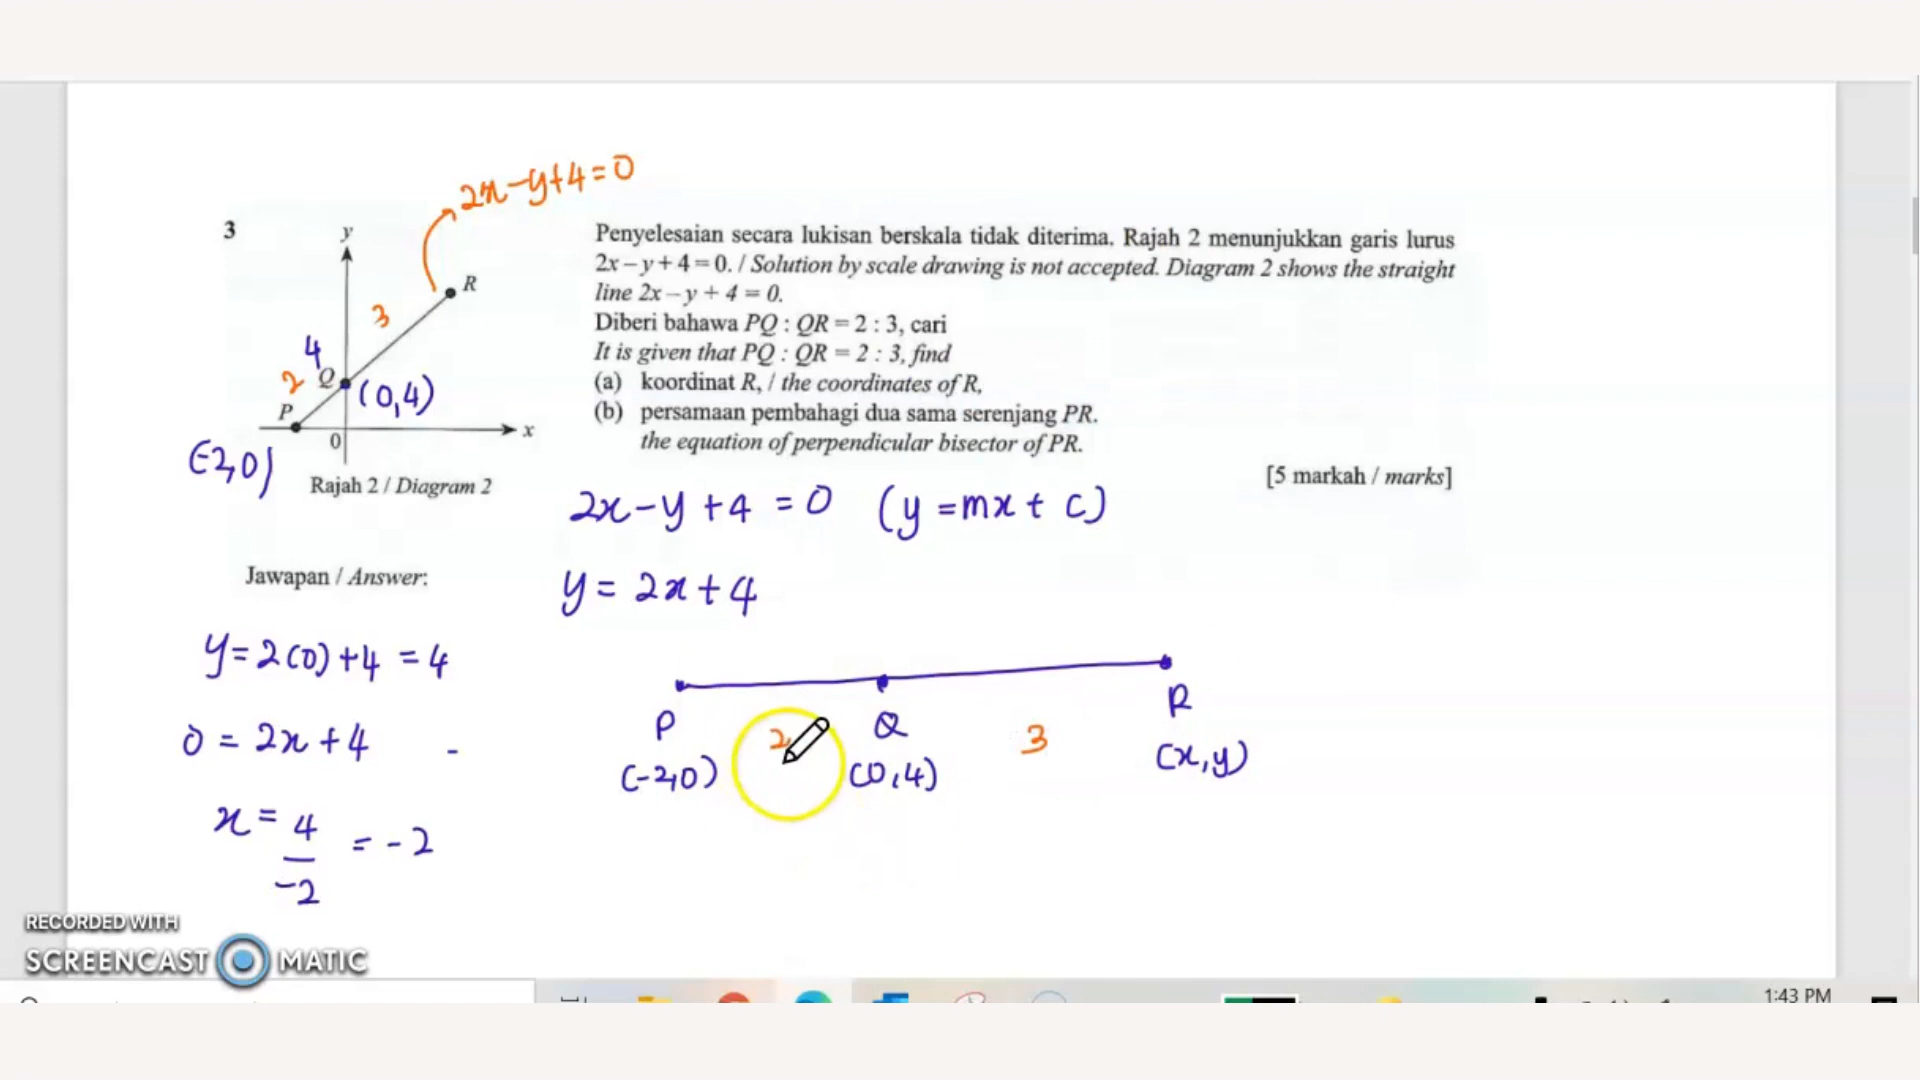 2x-y+4=0
3
y
R
3
4
2
Q
(0,4)
P
0
x
(-2,0)
Rajah 2 / Diagram 2
Penyelesaian secara lukisan berskala tidak diterima. Rajah 2 menunjukkan garis lurus
2x – y + 4 = 0. / Solution by scale drawing is not accepted. Diagram 2 shows the straight
line 2x – y + 4 = 0.
Diberi bahawa PQ : QR = 2 : 3, cari
It is given that PQ : QR = 2 : 3, find
(a) koordinat R, / the coordinates of R,
(b) persamaan pembahagi dua sama serenjang PR.
the equation of perpendicular bisector of PR.
[5 markah / marks]
2x-y+4=0 (y=mx+c)
Jawapan / Answer:
y=2x+4
y=2(0)+4=4
0=2x+4 -
x=4/-2=-2
P
2
Q
3
R
(-2,0)
(0,4)
(x,y)
RECORDED WITH
SCREENCAST MATIC
1:43 PM